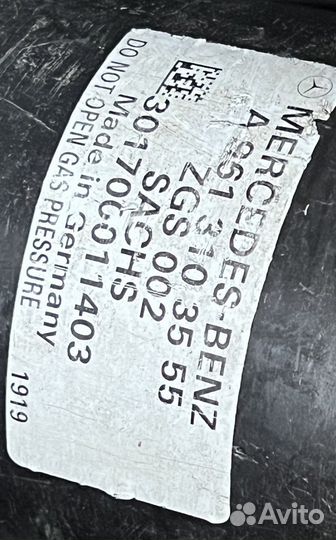 MERCEDES-BENZ
A 951 310 35 55
ZGS 002
SACHS
30170C011403
Made in Germany
DO NOT OPEN GAS PRESSURE
1919
Avito